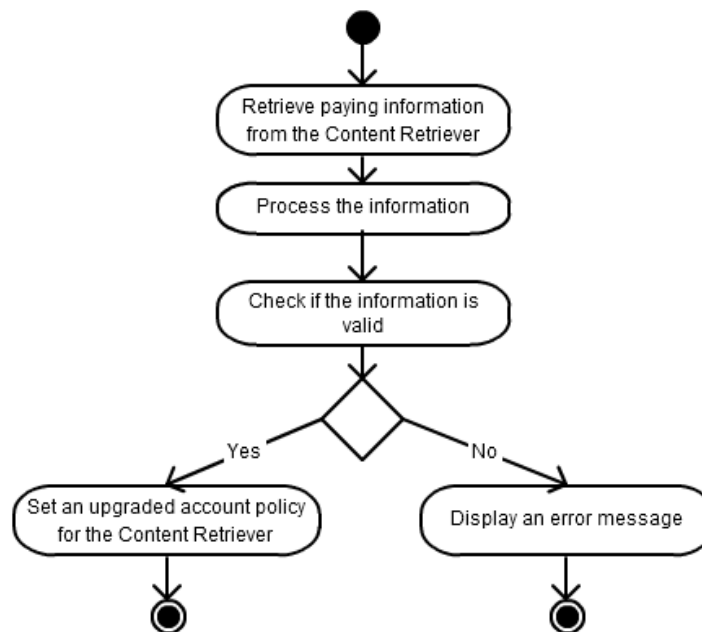 Retrieve paying information
from the Content Retriever
Process the information
Check if the information is
valid
Yes
No
Set an upgraded account policy
for the Content Retriever
Display an error message